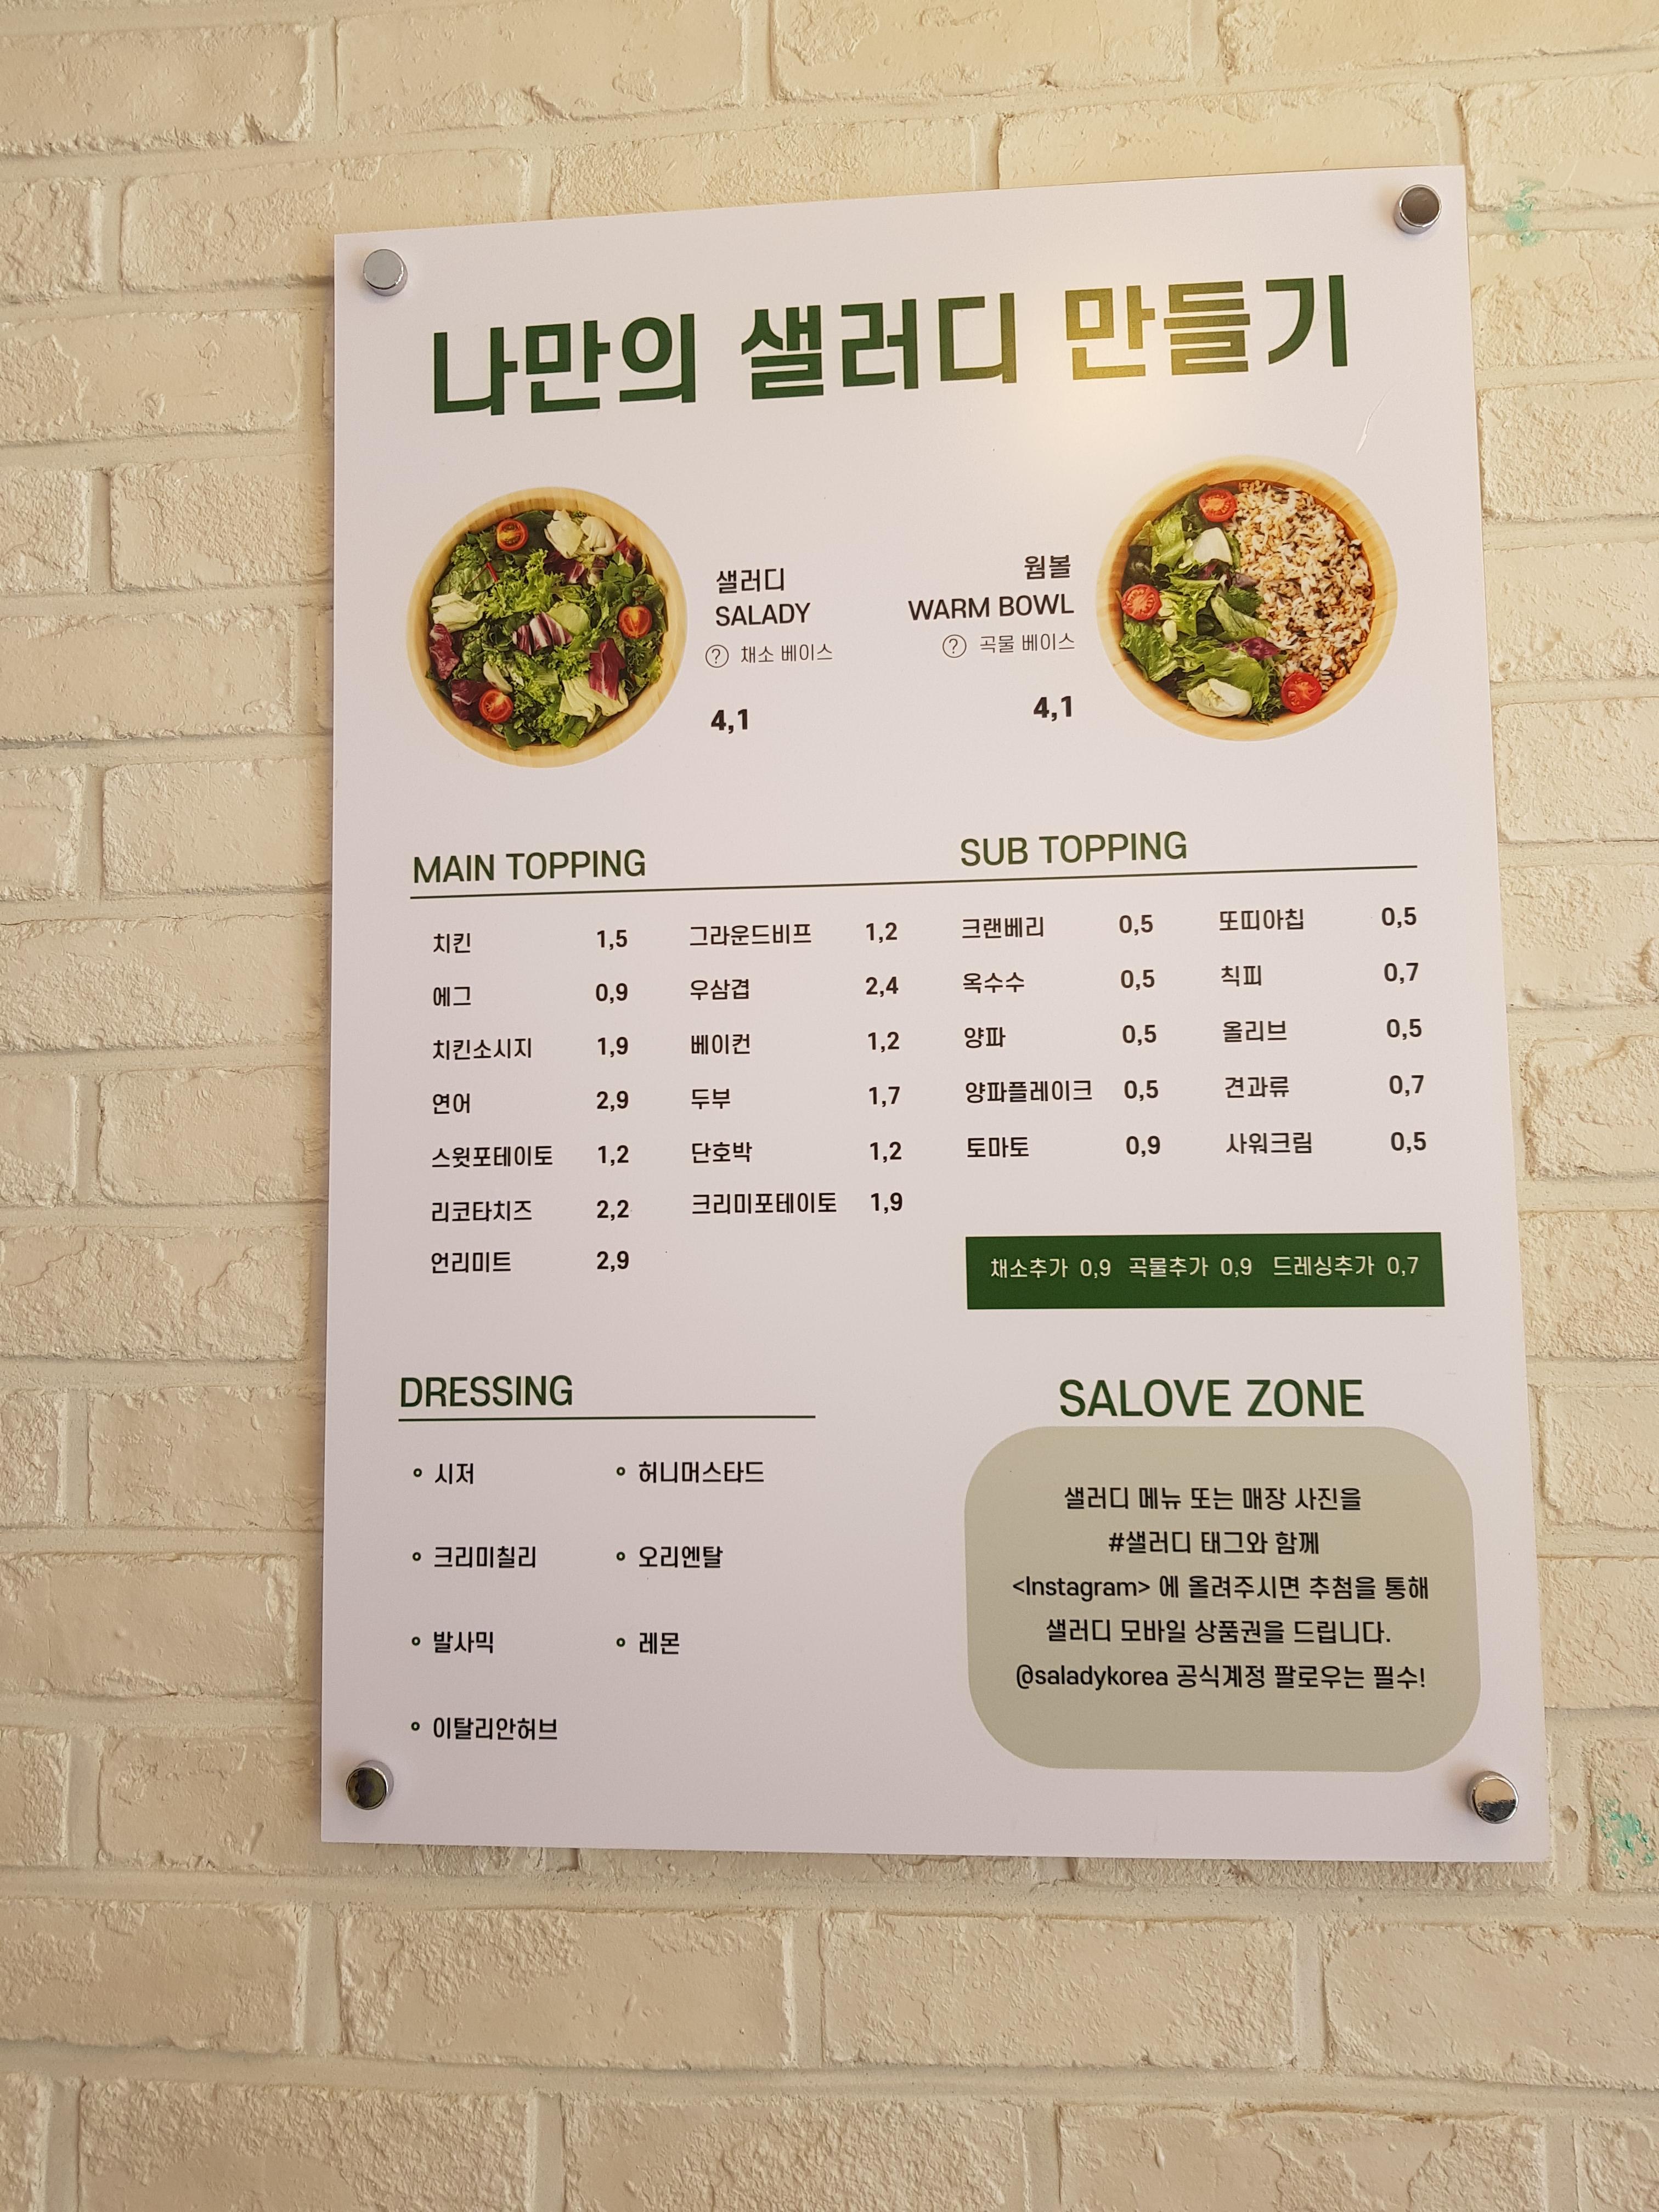 나만의 샐러디 만들기
샐러디
SALADY
? 채소 베이스
4,1
웜볼
WARM BOWL
? 곡물 베이스
4,1
MAIN TOPPING
치킨 1,5
에그 0,9
치킨소시지 1,9
연어 2,9
스윗포테이토 1,2
리코타치즈 2,2
언리미트 2,9
그라운드비프 1,2
우삼겹 2,4
베이컨 1,2
두부 1,7
단호박 1,2
크리미포테이토 1,9
SUB TOPPING
크랜베리 0,5
옥수수 0,5
양파 0,5
양파플레이크 0,5
토마토 0,9
또띠아칩 0,5
칙피 0,7
올리브 0,5
견과류 0,7
사워크림 0,5
채소추가 0,9 곡물추가 0,9 드레싱추가 0,7
DRESSING
시저
크리미칠리
발사믹
이탈리안허브
허니머스타드
오리엔탈
레몬
SALOVE ZONE
샐러디 메뉴 또는 매장 사진을
#샐러디 태그와 함께
<Instagram> 에 올려주시면 추첨을 통해
샐러디 모바일 상품권을 드립니다.
@saladykorea 공식계정 팔로우는 필수!